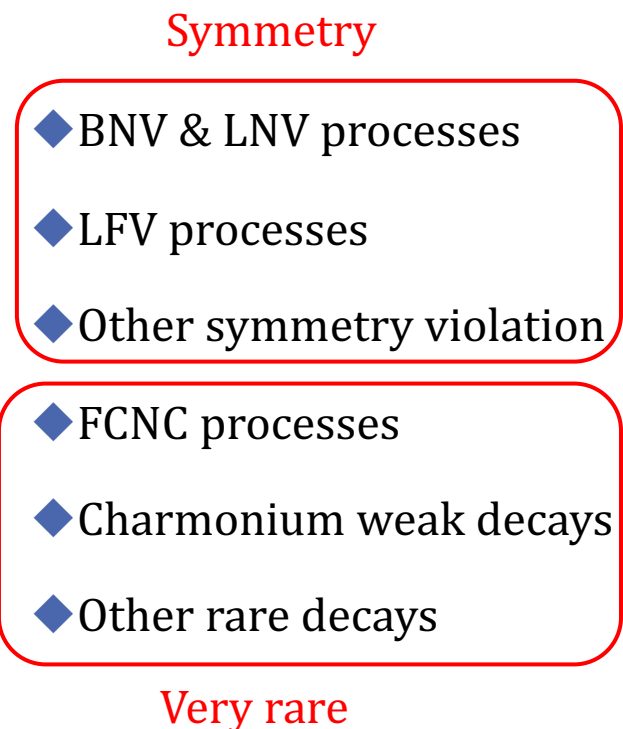 Symmetry
◆BNV & LNV processes
◆LFV processes
◆Other symmetry violation
◆FCNC processes
◆Charmonium weak decays
◆Other rare decays
Very rare